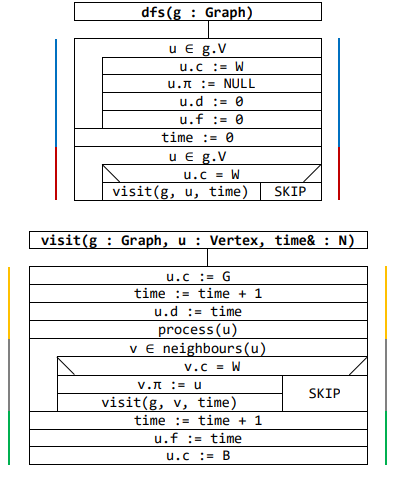 dfs(g : Graph)
u ∈ g.V
u.c := W
u.π := NULL
u.d := 0
u.f := 0
time := 0
u ∈ g.V
u.c = W
visit(g, u, time) SKIP
visit(g : Graph, u : Vertex, time& : N)
u.c := G
time := time + 1
u.d := time
process(u)
v ∈ neighbours(u)
v.c = W
v.π := u
SKIP
visit(g, v, time)
time := time + 1
u.f := time
u.c := B